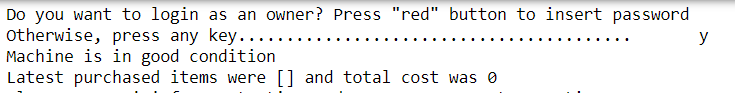 Do you want to login as an owner? Press "red" button to insert password
Otherwise, press any key......................................... y
Machine is in good condition
Latest purchased items were [] and total cost was 0